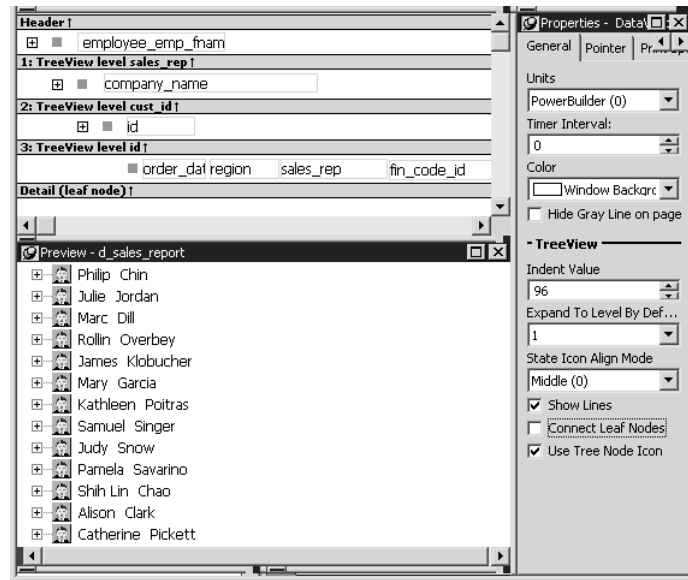 Header ↑
employee_emp_fnam
1: TreeView level sales_rep ↑
company_name
2: TreeView level cust_id ↑
id
3: TreeView level id ↑
order_dat region sales_rep fin_code_id
Detail (leaf node) ↑
Preview - d_sales_report
Philip Chin
Julie Jordan
Marc Dill
Rollin Overbey
James Klobucher
Mary Garcia
Kathleen Poitras
Samuel Singer
Judy Snow
Pamela Savarino
Shih Lin Chao
Alison Clark
Catherine Pickett
Properties - Data
General Pointer
Units
PowerBuilder (0)
Timer Interval:
0
Color
Window Backgrc
Hide Gray Line on page
- TreeView
Indent Value
96
Expand To Level By Def...
1
State Icon Align Mode
Middle (0)
Show Lines
Connect Leaf Nodes
Use Tree Node Icon